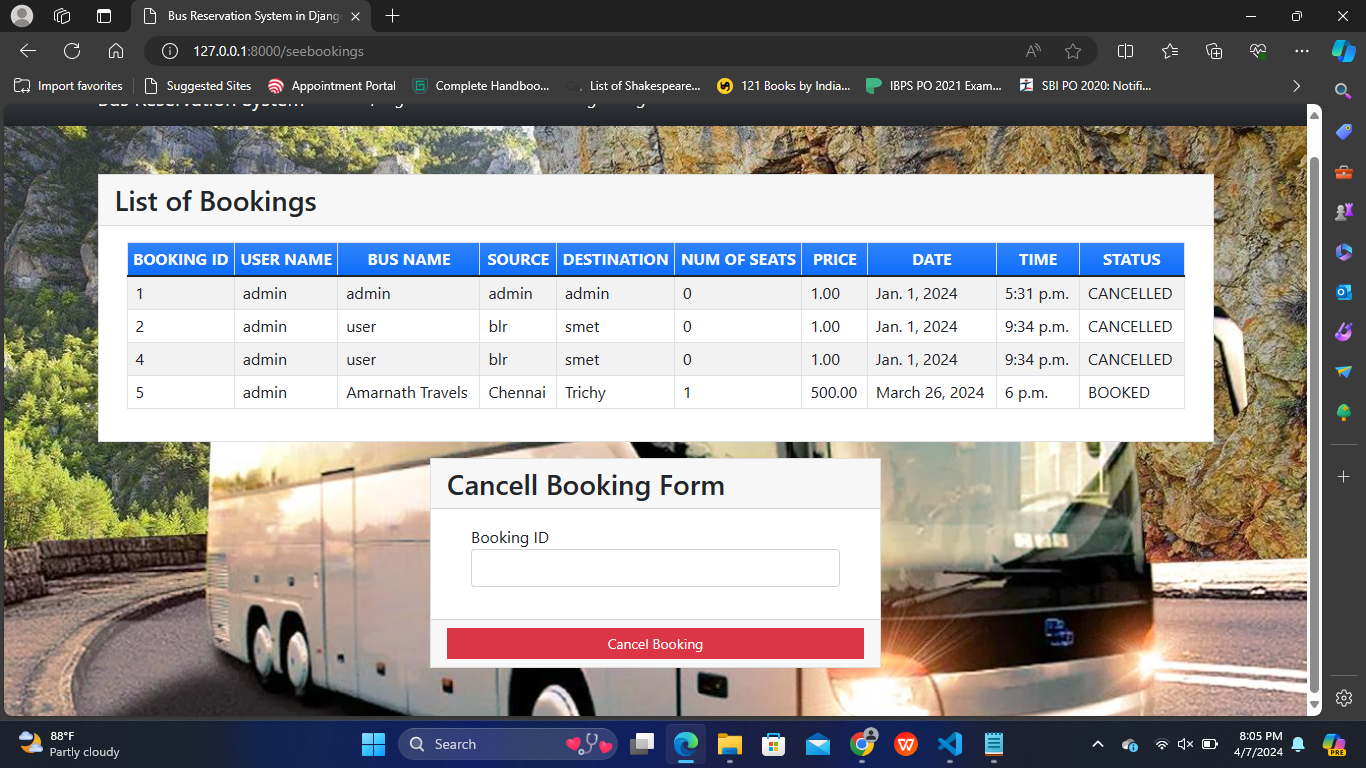 Bus Reservation System in Djang
127.0.0.1:8000/seebookings
Import favorites
Suggested Sites
Appointment Portal
Complete Handboo...
List of Shakespeare...
121 Books by India...
IBPS PO 2021 Exam...
SBI PO 2020: Notifi...
Bus Reservation System
List of Bookings
BOOKING ID USER NAME BUS NAME SOURCE DESTINATION NUM OF SEATS PRICE DATE TIME STATUS
1 admin admin admin admin 0 1.00 Jan. 1, 2024 5:31 p.m. CANCELLED
2 admin user blr smet 0 1.00 Jan. 1, 2024 9:34 p.m. CANCELLED
4 admin user blr smet 0 1.00 Jan. 1, 2024 9:34 p.m. CANCELLED
5 admin Amarnath Travels Chennai Trichy 1 500.00 March 26, 2024 6 p.m. BOOKED
Cancell Booking Form
Booking ID
Cancel Booking
88°F
Partly cloudy
Search
8:05 PM
4/7/2024
PRE